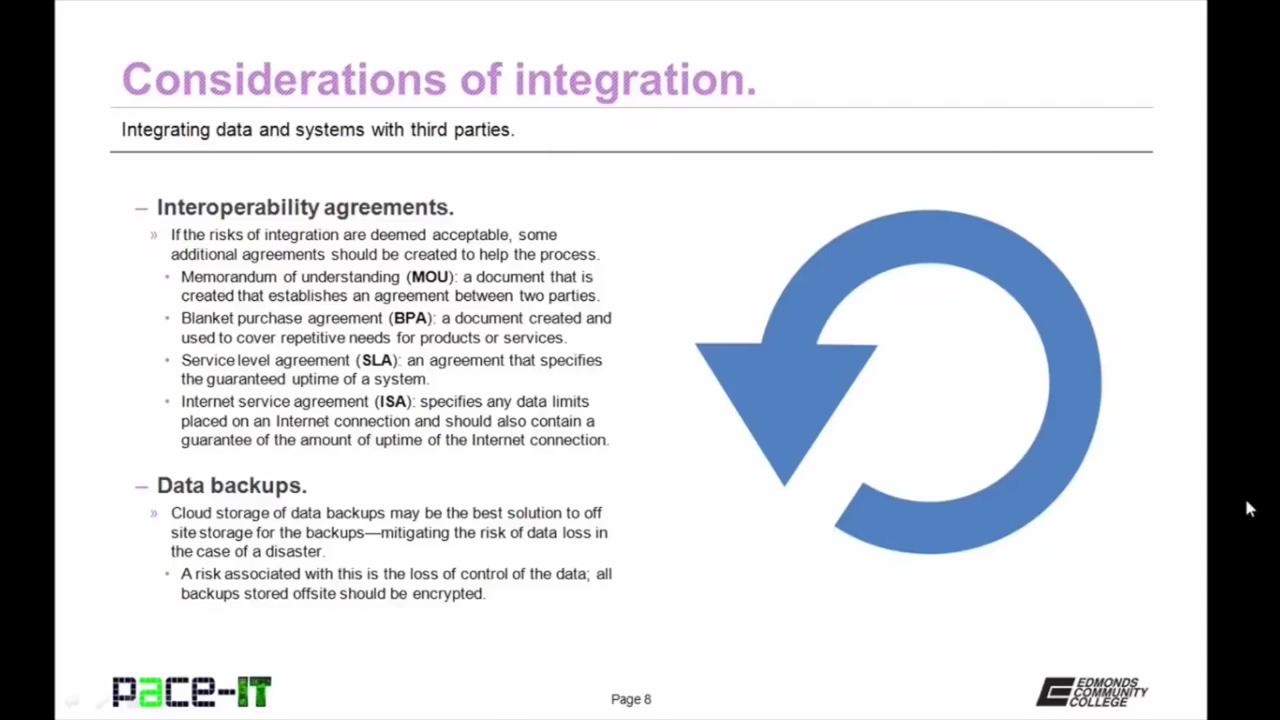 Considerations of integration.
Integrating data and systems with third parties.
– Interoperability agreements.
» If the risks of integration are deemed acceptable, some
additional agreements should be created to help the process.
• Memorandum of understanding (MOU): a document that is
created that establishes an agreement between two parties.
• Blanket purchase agreement (BPA): a document created and
used to cover repetitive needs for products or services.
• Service level agreement (SLA): an agreement that specifies
the guaranteed uptime of a system.
• Internet service agreement (ISA): specifies any data limits
placed on an Internet connection and should also contain a
guarantee of the amount of uptime of the Internet connection.
– Data backups.
» Cloud storage of data backups may be the best solution to off
site storage for the backups—mitigating the risk of data loss in
the case of a disaster.
• A risk associated with this is the loss of control of the data; all
backups stored offsite should be encrypted.
pace-IT
Page 8
EDMONDS
COMMUNITY
COLLEGE